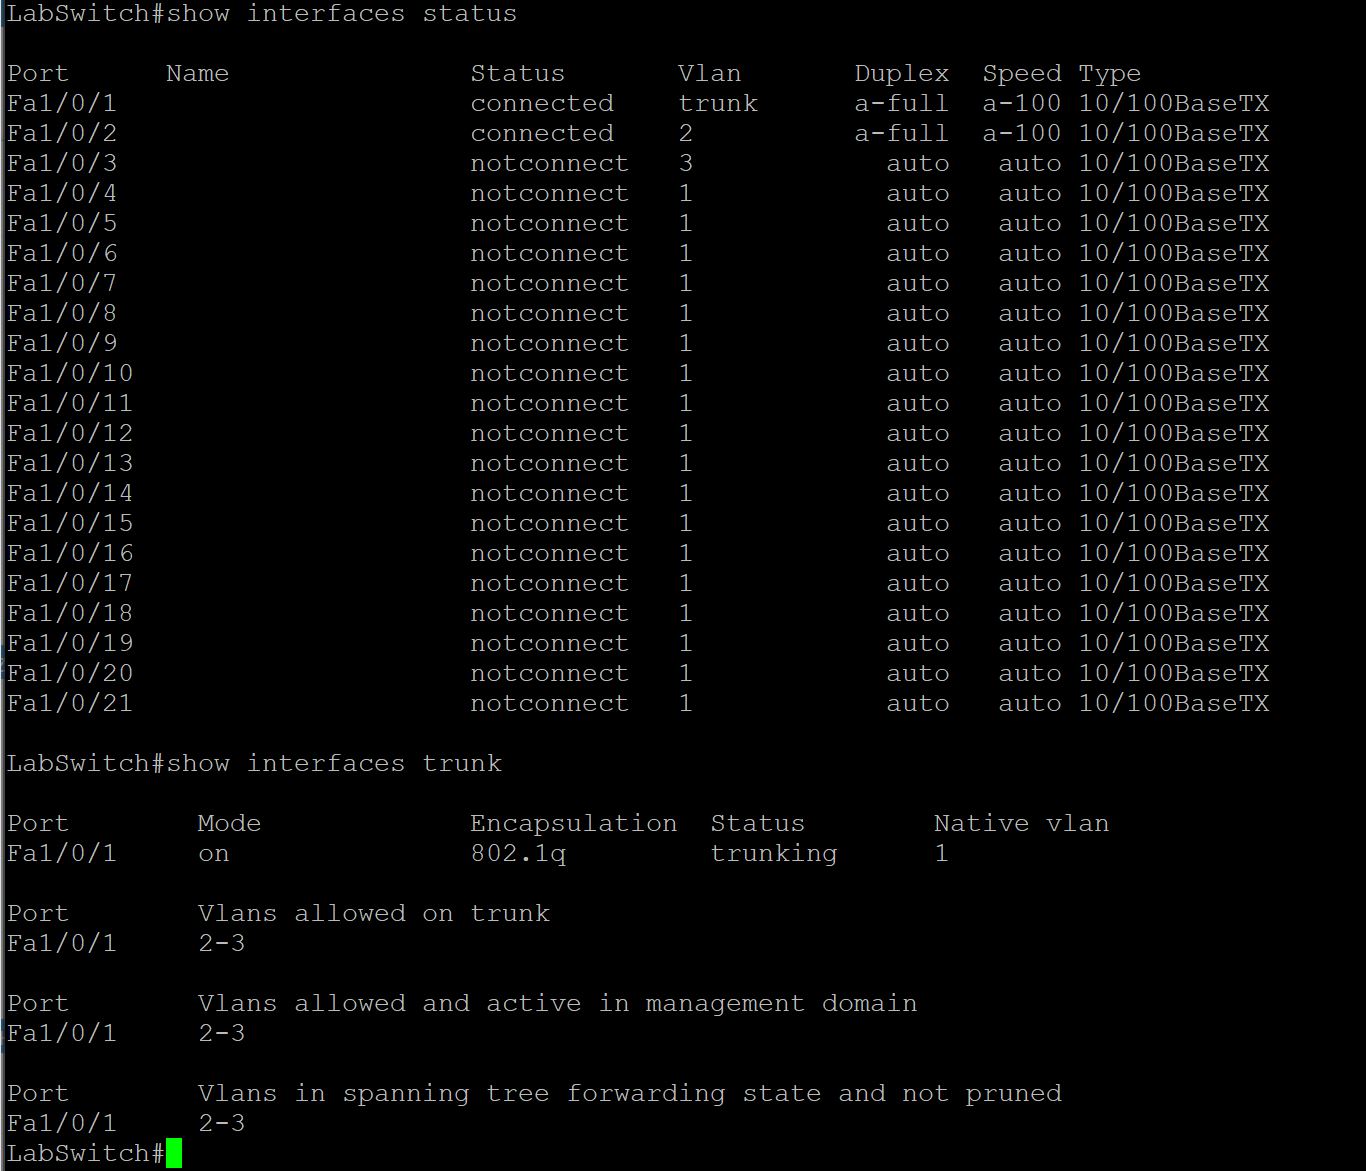 LabSwitch#show interfaces status
Port Name Status Vlan Duplex Speed Type
Fa1/0/1 connected trunk a-full a-100 10/100BaseTX
Fa1/0/2 connected 2 a-full a-100 10/100BaseTX
Fa1/0/3 notconnect 3 auto auto 10/100BaseTX
Fa1/0/4 notconnect 1 auto auto 10/100BaseTX
Fa1/0/5 notconnect 1 auto auto 10/100BaseTX
Fa1/0/6 notconnect 1 auto auto 10/100BaseTX
Fa1/0/7 notconnect 1 auto auto 10/100BaseTX
Fa1/0/8 notconnect 1 auto auto 10/100BaseTX
Fa1/0/9 notconnect 1 auto auto 10/100BaseTX
Fa1/0/10 notconnect 1 auto auto 10/100BaseTX
Fa1/0/11 notconnect 1 auto auto 10/100BaseTX
Fa1/0/12 notconnect 1 auto auto 10/100BaseTX
Fa1/0/13 notconnect 1 auto auto 10/100BaseTX
Fa1/0/14 notconnect 1 auto auto 10/100BaseTX
Fa1/0/15 notconnect 1 auto auto 10/100BaseTX
Fa1/0/16 notconnect 1 auto auto 10/100BaseTX
Fa1/0/17 notconnect 1 auto auto 10/100BaseTX
Fa1/0/18 notconnect 1 auto auto 10/100BaseTX
Fa1/0/19 notconnect 1 auto auto 10/100BaseTX
Fa1/0/20 notconnect 1 auto auto 10/100BaseTX
Fa1/0/21 notconnect 1 auto auto 10/100BaseTX
LabSwitch#show interfaces trunk
Port Mode Encapsulation Status Native vlan
Fa1/0/1 on 802.1q trunking 1
Port Vlans allowed on trunk
Fa1/0/1 2-3
Port Vlans allowed and active in management domain
Fa1/0/1 2-3
Port Vlans in spanning tree forwarding state and not pruned
Fa1/0/1 2-3
LabSwitch#